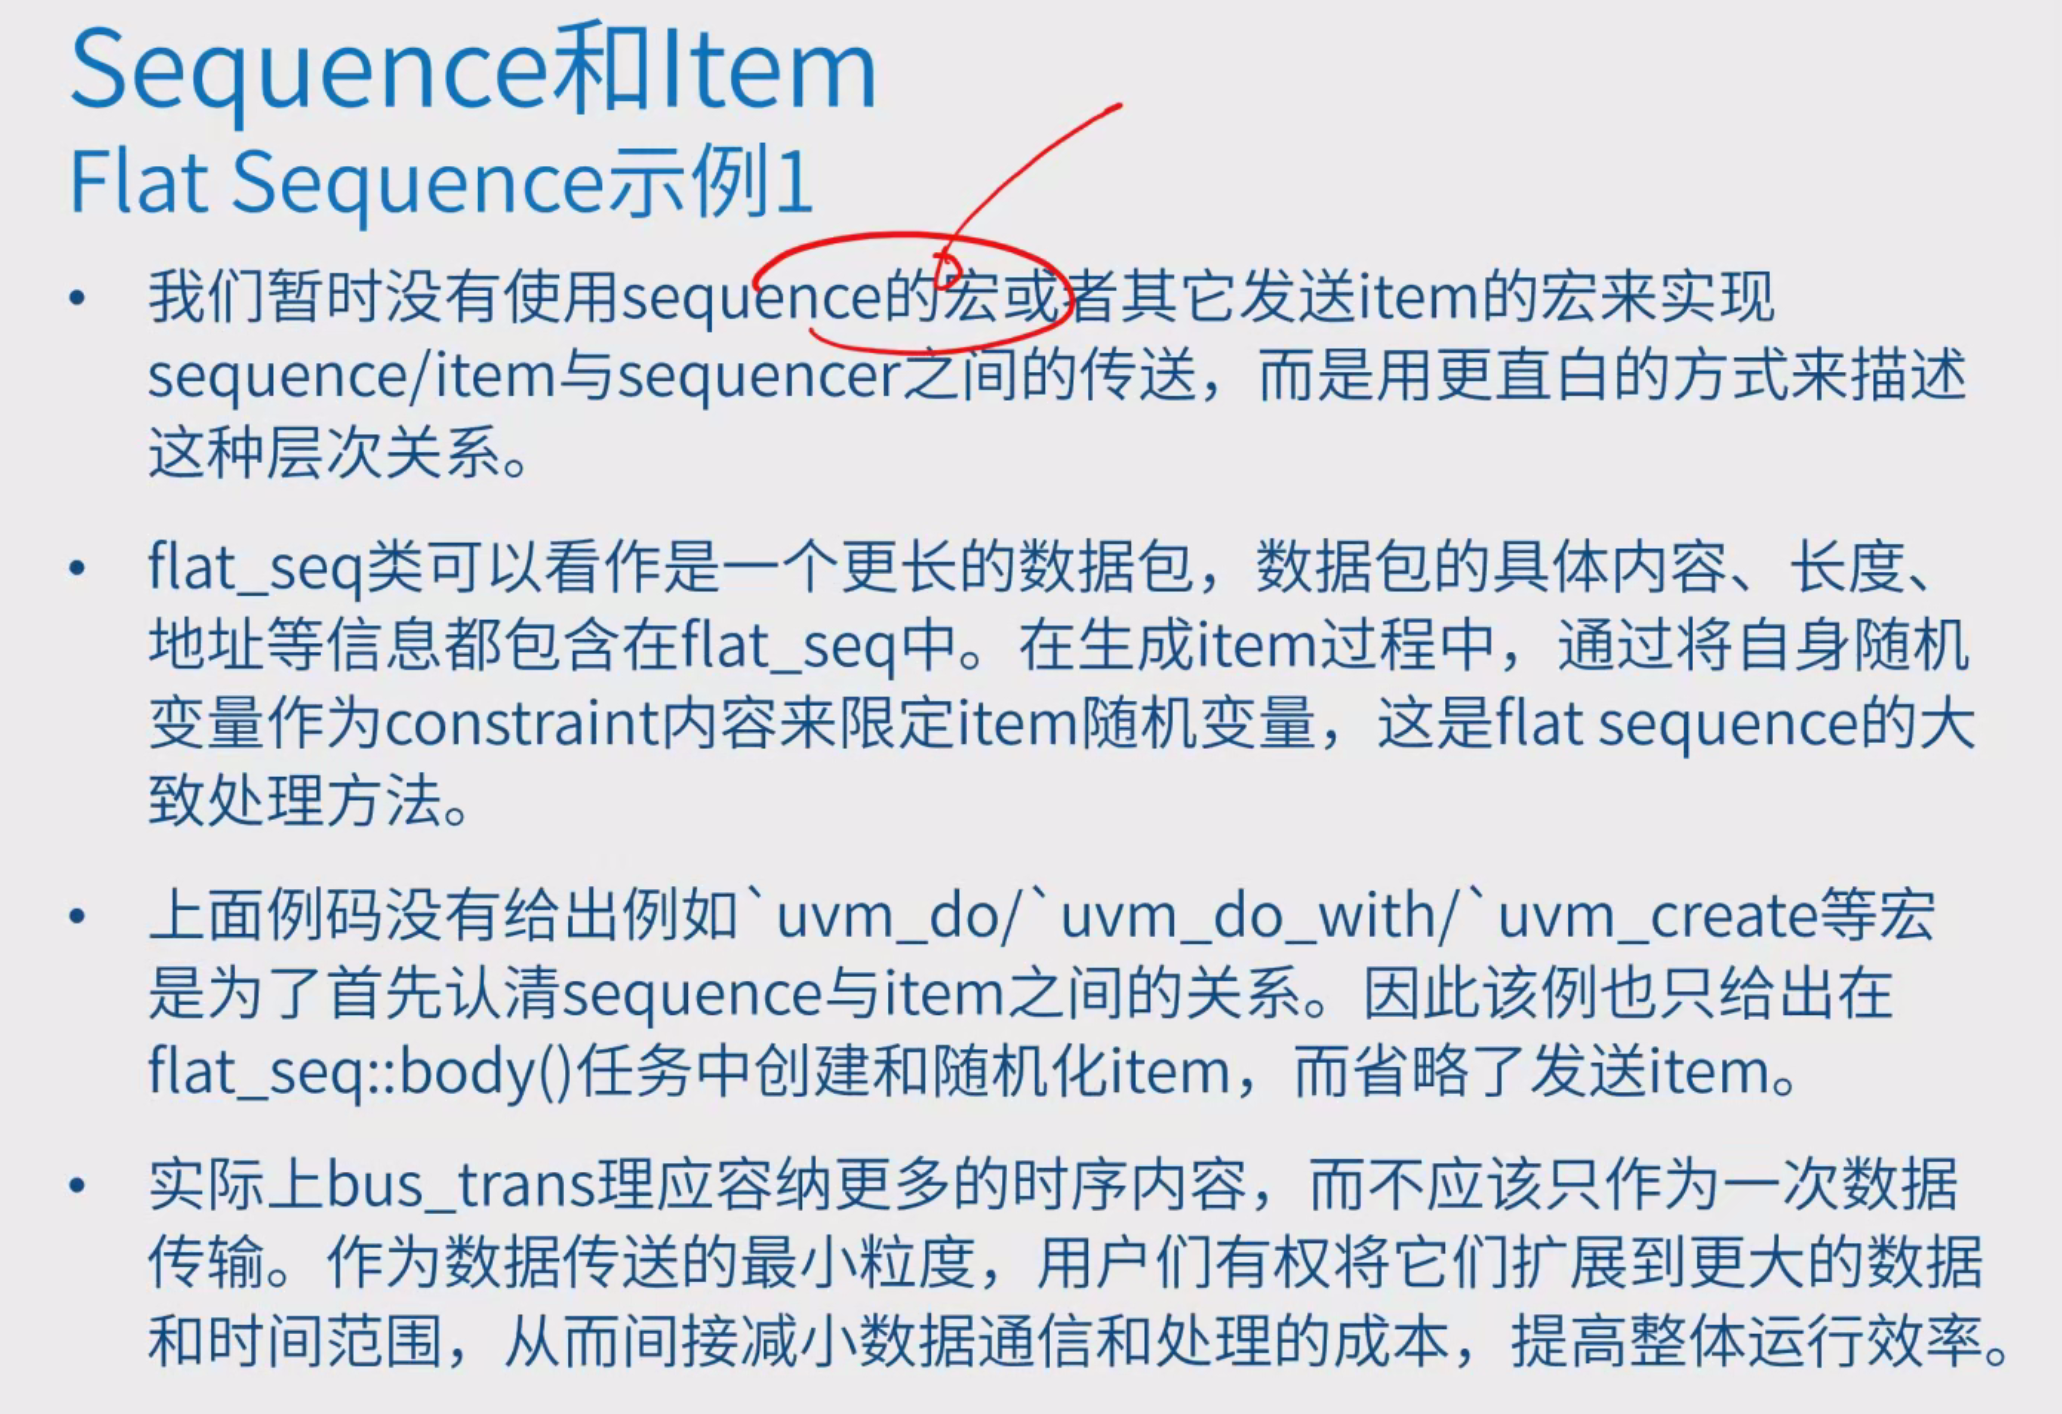 Sequence和Item
Flat Sequence示例1
• 我们暂时没有使用sequence的宏或者其它发送item的宏来实现
sequence/item与sequencer之间的传送，而是用更直白的方式来描述
这种层次关系。
• flat_seq类可以看作是一个更长的数据包，数据包的具体内容、长度、
地址等信息都包含在flat_seq中。在生成item过程中，通过将自身随机
变量作为constraint内容来限定item随机变量，这是flat sequence的大
致处理方法。
• 上面例码没有给出例如`uvm_do/`uvm_do_with/`uvm_create等宏
是为了首先认清sequence与item之间的关系。因此该例也只给出在
flat_seq::body()任务中创建和随机化item，而省略了发送item。
• 实际上bus_trans理应容纳更多的时序内容，而不应该只作为一次数据
传输。作为数据传送的最小粒度，用户们有权将它们扩展到更大的数据
和时间范围，从而间接减小数据通信和处理的成本，提高整体运行效率。